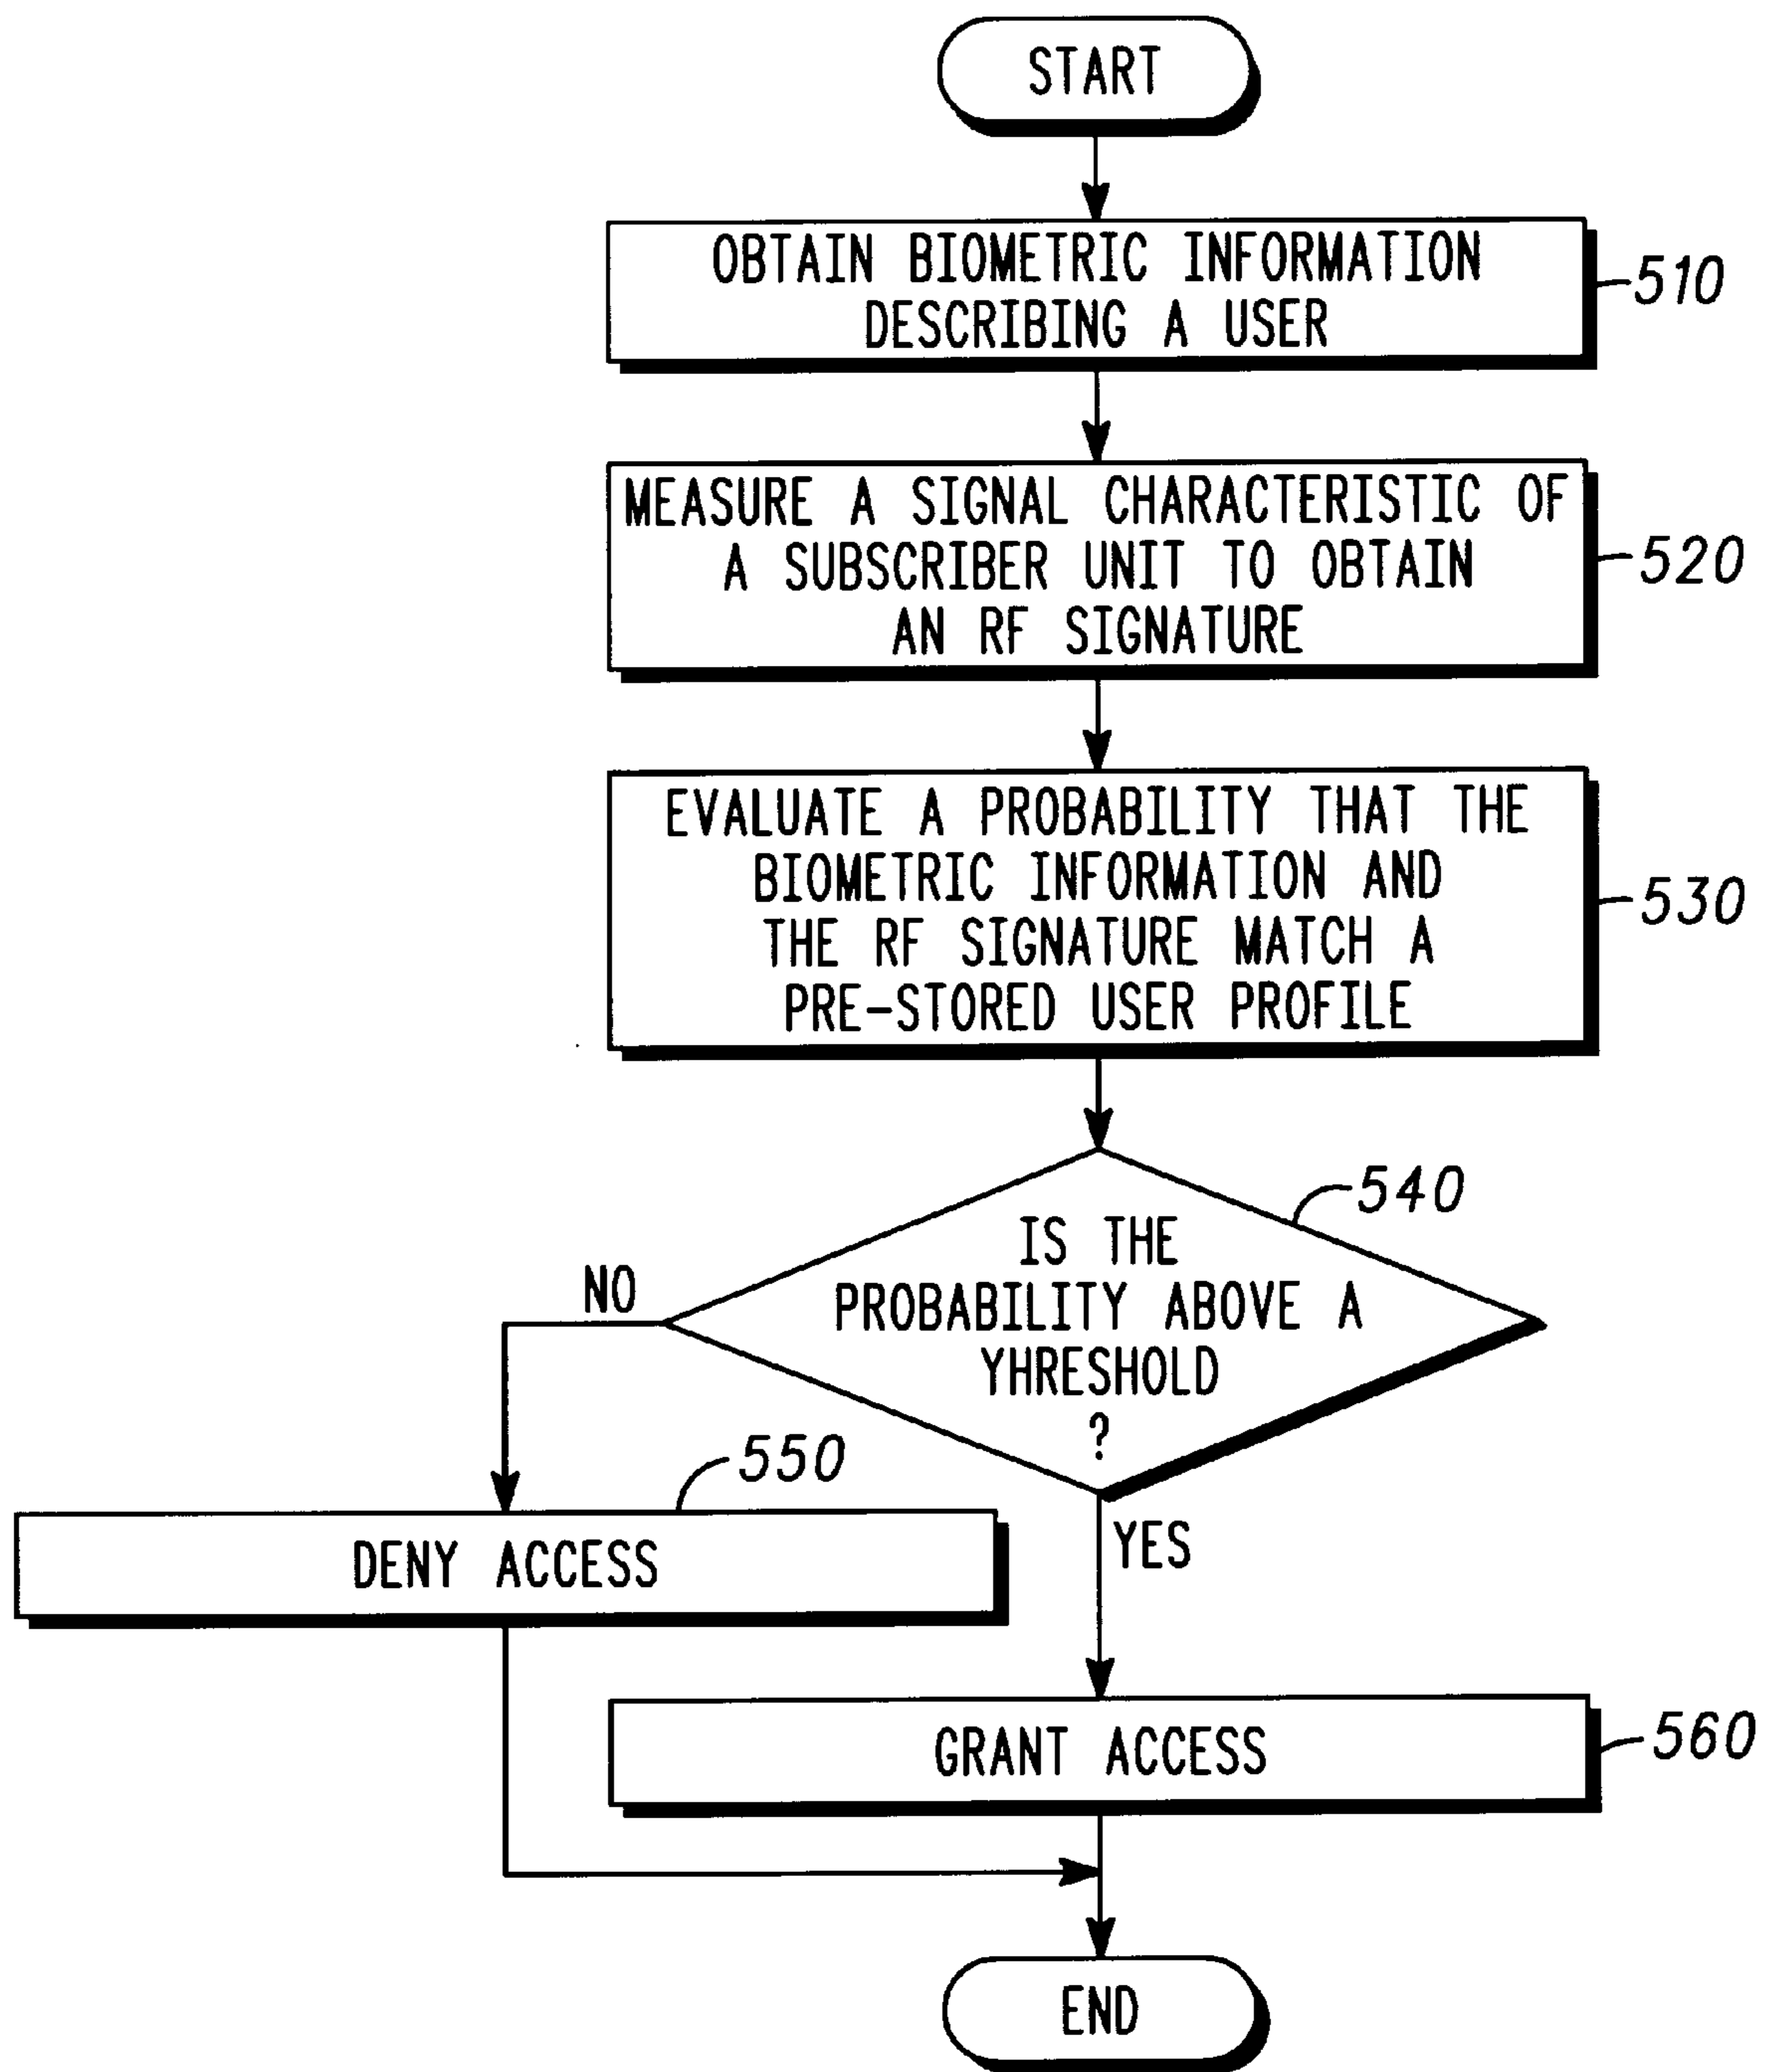 START
OBTAIN BIOMETRIC INFORMATION
DESCRIBING A USER
510
MEASURE A SIGNAL CHARACTERISTIC OF
A SUBSCRIBER UNIT TO OBTAIN
AN RF SIGNATURE
520
EVALUATE A PROBABILITY THAT THE
BIOMETRIC INFORMATION AND
THE RF SIGNATURE MATCH A
PRE-STORED USER PROFILE
530
540
IS THE
PROBABILITY ABOVE A
YHRESHOLD
?
NO
YES
550
DENY ACCESS
GRANT ACCESS
560
END